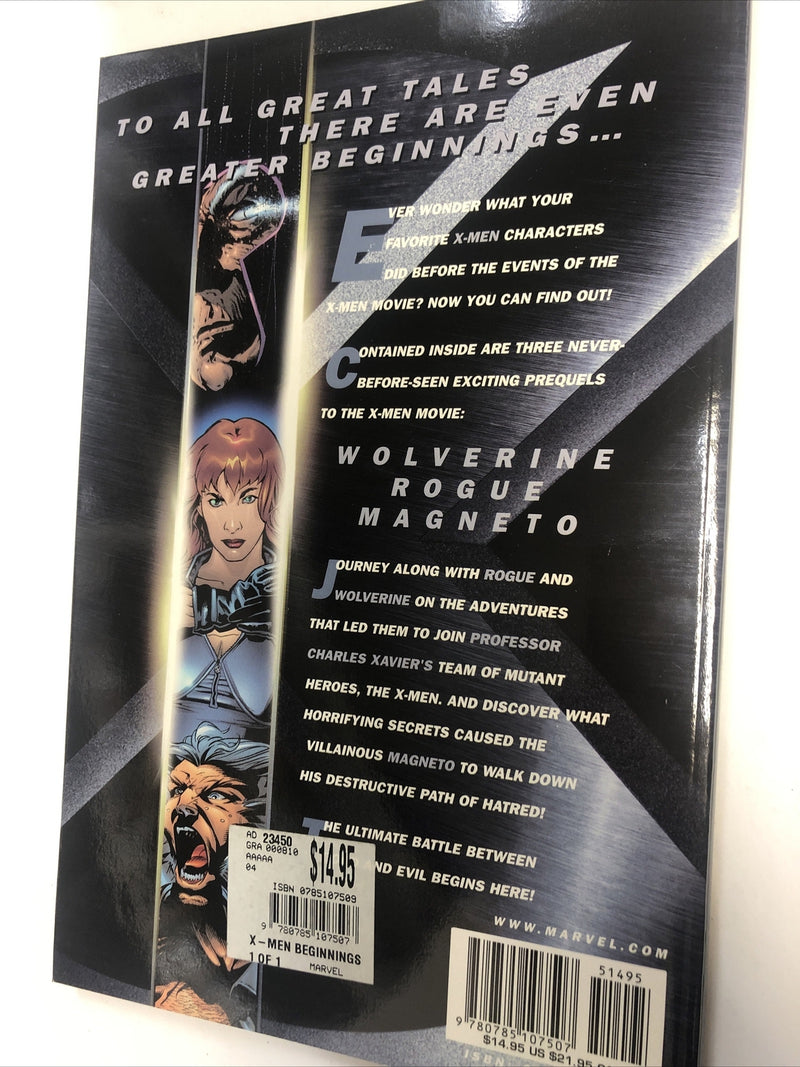 TO ALL GREAT TALES
THERE ARE EVEN
GREATER BEGINNINGS...
EVER WONDER WHAT YOUR
FAVORITE X-MEN CHARACTERS
DID BEFORE THE EVENTS OF THE
X-MEN MOVIE? NOW YOU CAN FIND OUT!
CONTAINED INSIDE ARE THREE NEVER-
BEFORE-SEEN EXCITING PREQUELS
TO THE X-MEN MOVIE:
WOLVERINE
ROGUE
MAGNETO
JOURNEY ALONG WITH ROGUE AND
WOLVERINE ON THE ADVENTURES
THAT LED THEM TO JOIN PROFESSOR
CHARLES XAVIER'S TEAM OF MUTANT
HEROES, THE X-MEN. AND DISCOVER WHAT
HORRIFYING SECRETS CAUSED THE
VILLAINOUS MAGNETO TO WALK DOWN
HIS DESTRUCTIVE PATH OF HATRED!
THE ULTIMATE BATTLE BETWEEN
AND EVIL BEGINS HERE!
AD 23450
GRA 000810
AAAAA
04
$14.95
ISBN 0785107509
9 780785 107507
X-MEN BEGINNINGS
1 OF 1 MARVEL
WWW.MARVEL.COM
51495
9 780785 107507
$14.95 US
ISBN